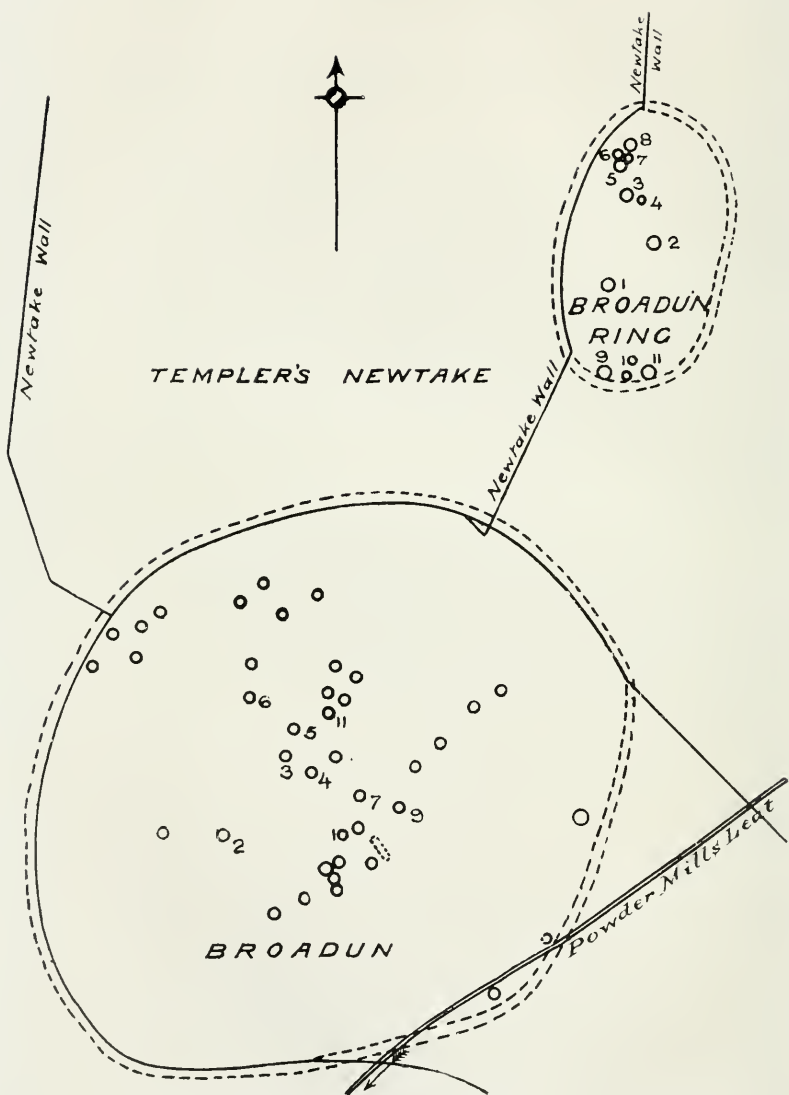 Newtake
Wall
8
6
7
5
3
4
2
1
BROADUN
RING
9 10 11
Newtake Wall
TEMPLER'S NEWTAKE
Newtake Wall
6
11
5
3
4
7
9
2
10
Powder Mills Leat
BROADUN